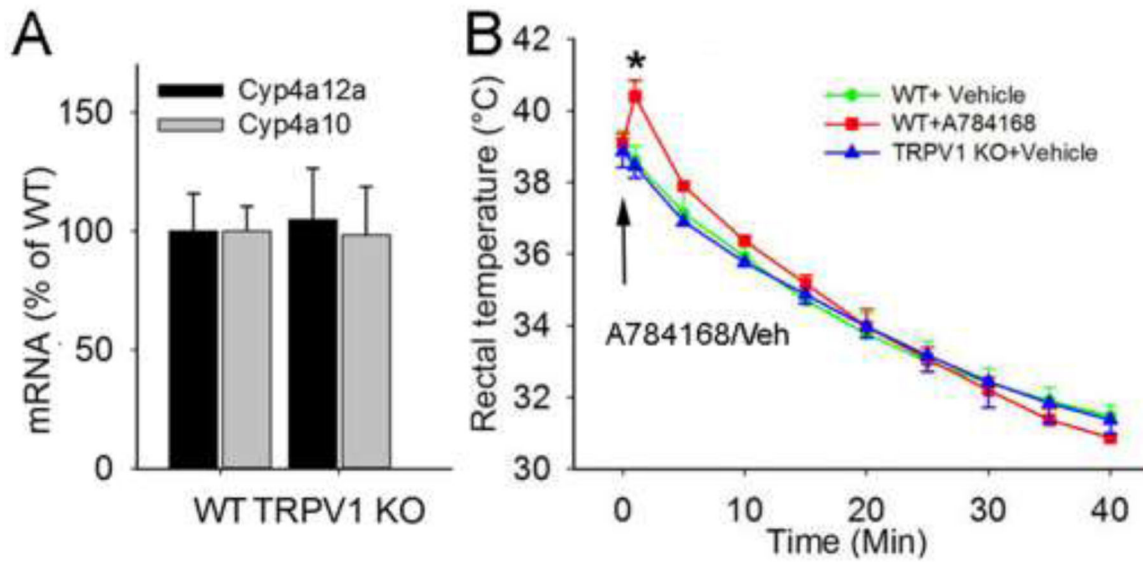 A
mRNA (% of WT)
150
100
50
0
Cyp4a12a
Cyp4a10
WT TRPV1 KO
B
Rectal temperature (°C)
42
40
38
36
34
32
30
*
WT+ Vehicle
WT+A784168
TRPV1 KO+Vehicle
A784168/Veh
0 10 20 30 40
Time (Min)